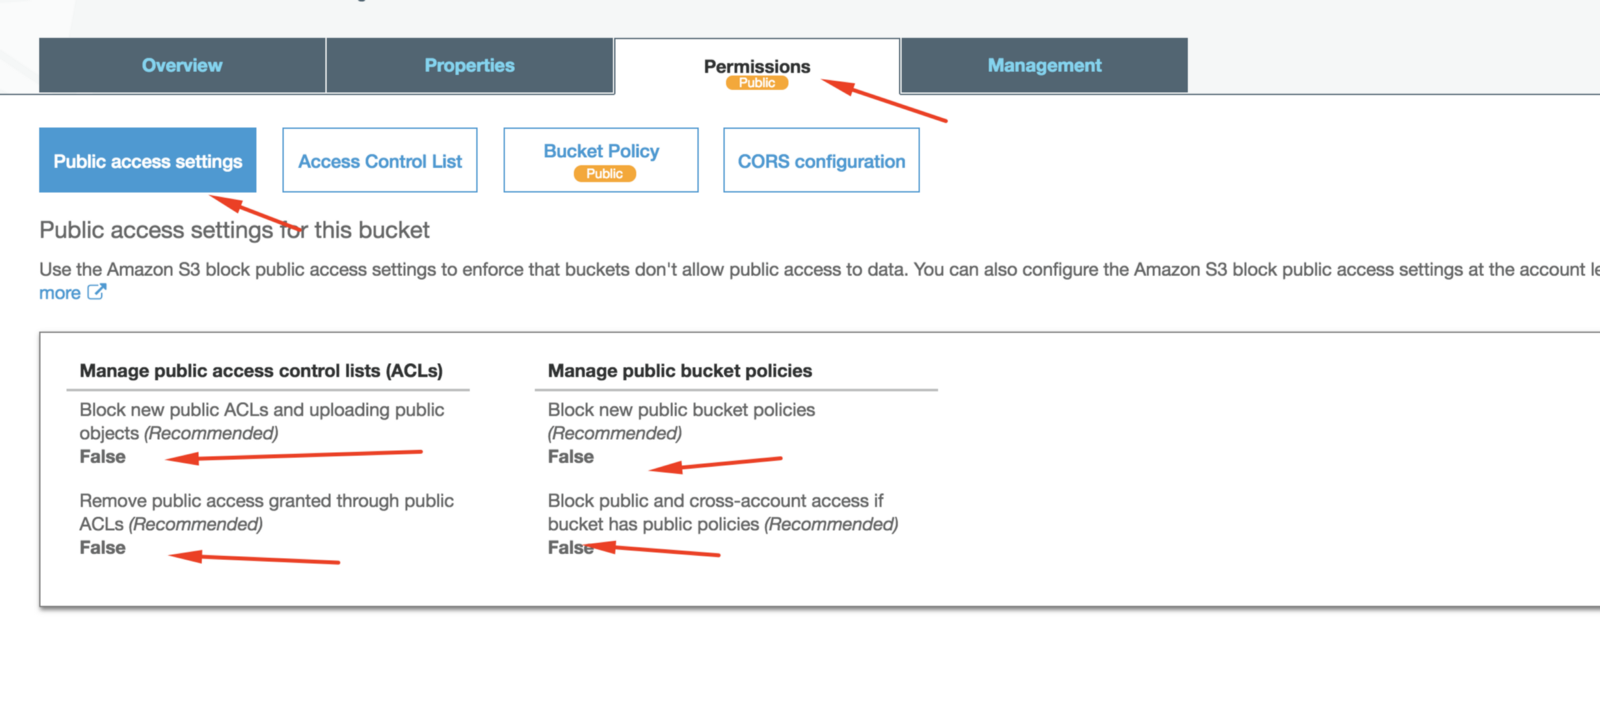 Overview
Properties
Permissions
Public
Management
Public access settings
Access Control List
Bucket Policy
Public
CORS configuration
Public access settings for this bucket
Use the Amazon S3 block public access settings to enforce that buckets don't allow public access to data. You can also configure the Amazon S3 block public access settings at the account
more
Manage public access control lists (ACLs)
Block new public ACLs and uploading public
objects (Recommended)
False
Remove public access granted through public
ACLs (Recommended)
False
Manage public bucket policies
Block new public bucket policies
(Recommended)
False
Block public and cross-account access if
bucket has public policies (Recommended)
False